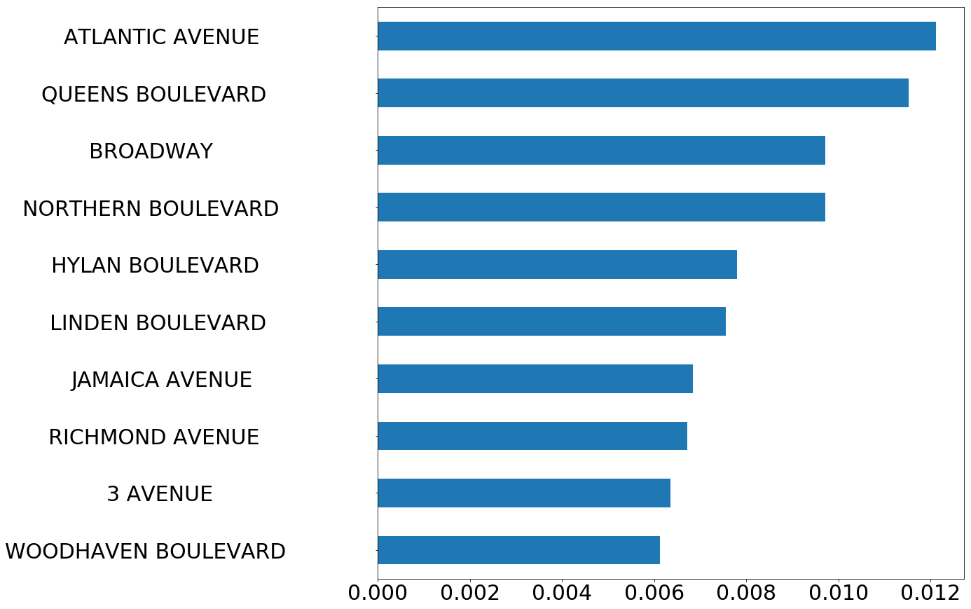 ATLANTIC AVENUE
QUEENS BOULEVARD
BROADWAY
NORTHERN BOULEVARD
HYLAN BOULEVARD
LINDEN BOULEVARD
JAMAICA AVENUE
RICHMOND AVENUE
3 AVENUE
WOODHAVEN BOULEVARD
0.000 0.002 0.004 0.006 0.008 0.010 0.012